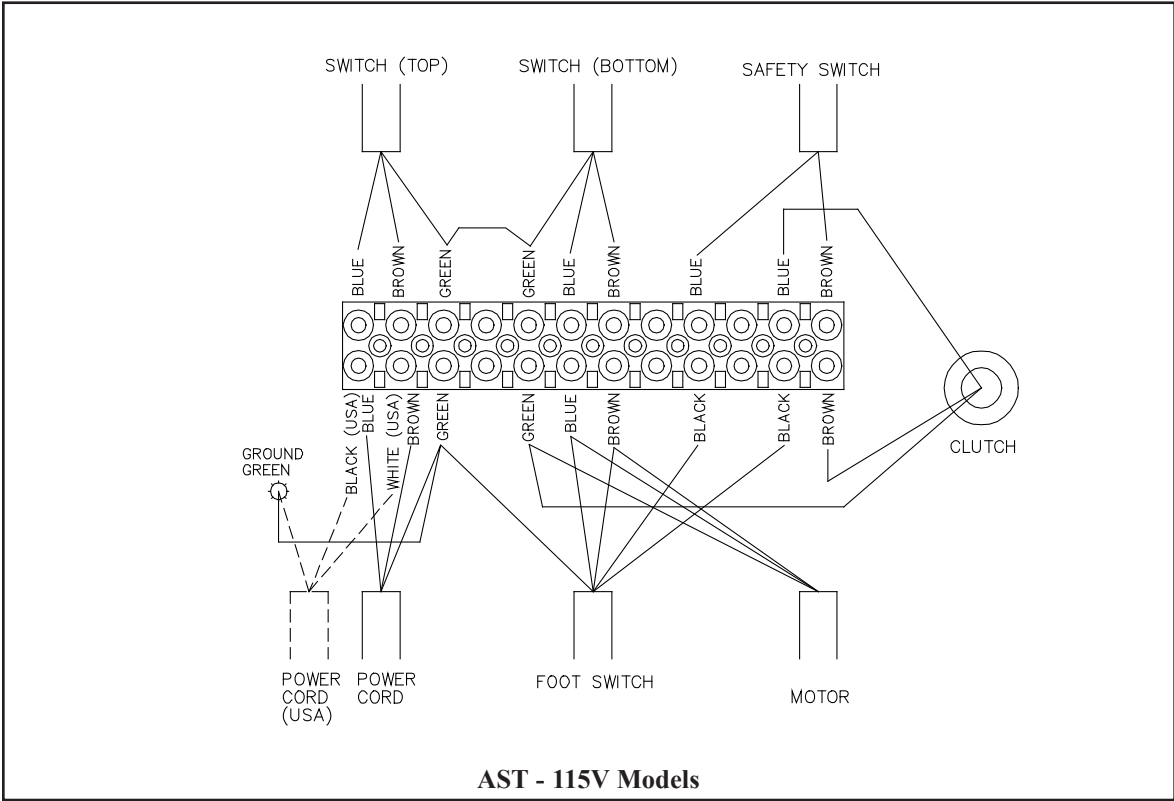 SWITCH (TOP)
SWITCH (BOTTOM)
SAFETY SWITCH
BLUE
BROWN
GREEN
GREEN
BLUE
BROWN
BLUE
BLUE
BROWN
BLACK (USA)
BLUE
WHITE (USA)
BROWN
GREEN
GREEN
BLUE
BROWN
BLACK
BLACK
BROWN
CLUTCH
GROUND
GREEN
POWER
CORD
(USA)
POWER
CORD
FOOT SWITCH
MOTOR
AST - 115V Models